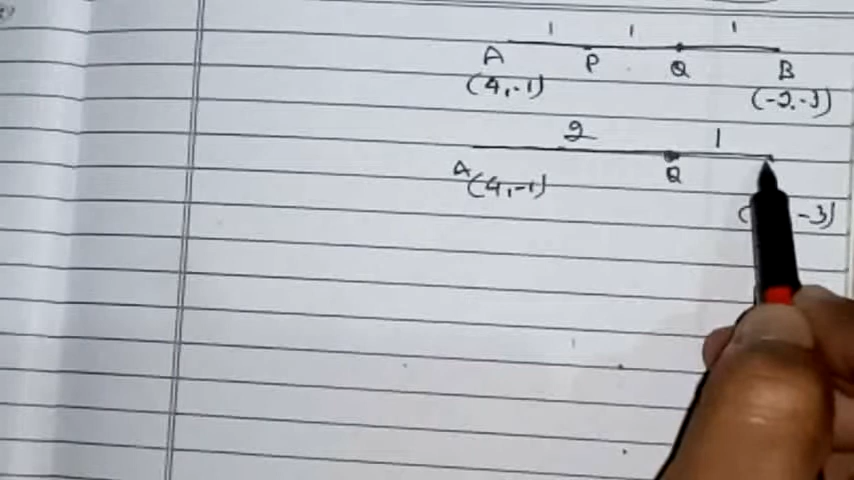 1 1 1
A P Q B
(4,-1) (-2,-3)
2 1
A Q
(4,-1) -3)